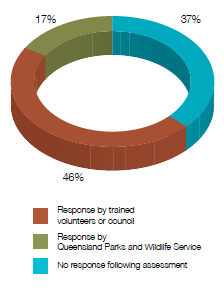 17%
37%
46%
Response by trained
volunteers or council
Response by
Queensland Parks and Wildlife Service
No response following assessment